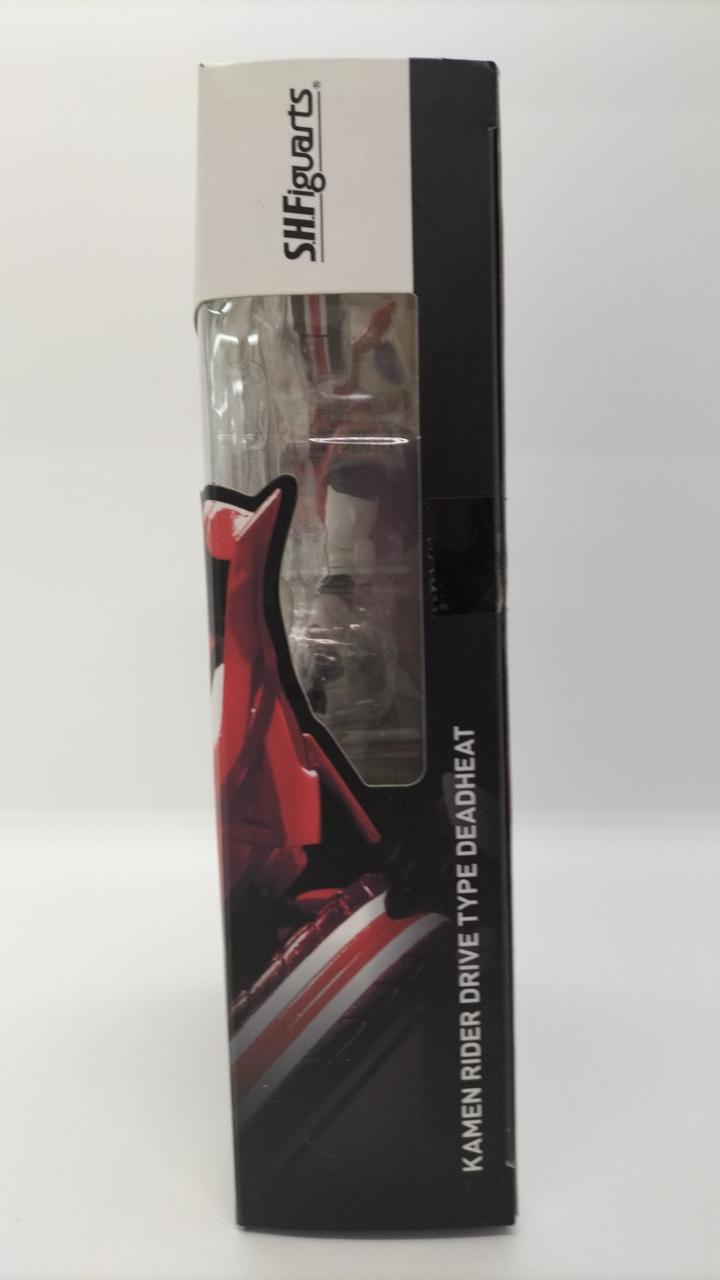 S.H.Figuarts®
KAMEN RIDER DRIVE TYPE DEADHEAT